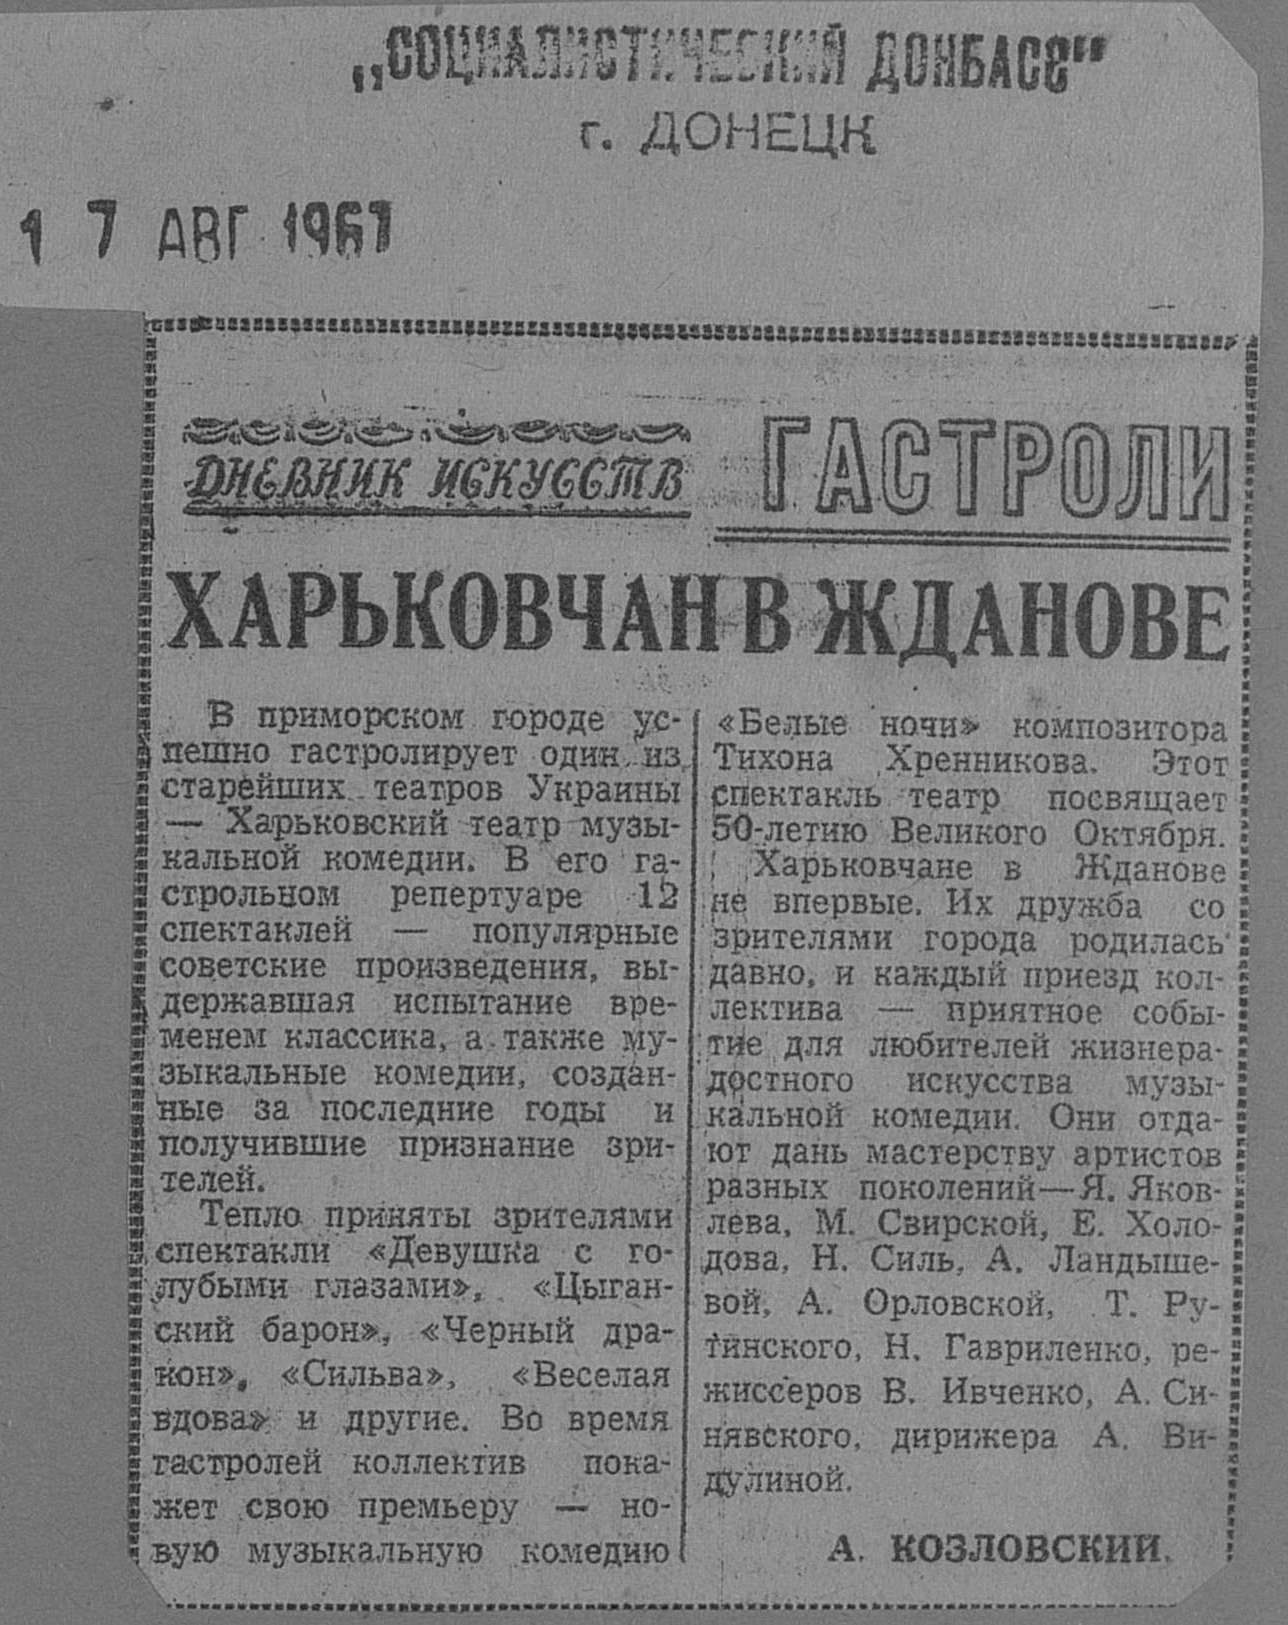 „СОЦИАЛИСТИЧЕСКИЙ ДОНБАСС"
г. ДОНЕЦК
17 АВГ 1967
ДНЕВНИК ИСКУССТВ
ГАСТРОЛИ
ХАРЬКОВЧАН В ЖДАНОВЕ
В приморском городе ус-
пешно гастролирует один из
старейших театров Украины
— Харьковский театр музы-
кальной комедии. В его га-
строльном репертуаре 12
спектаклей — популярные
советские произведения, вы-
державшая испытание вре-
менем классика, а также му-
зыкальные комедии, создан-
ные за последние годы и
получившие признание зри-
телей.
Тепло приняты зрителями
спектакли «Девушка с го-
лубыми глазами», «Цыган-
ский барон», «Черный дра-
кон», «Сильва», «Веселая
вдова» и другие. Во время
гастролей коллектив пока-
жет свою премьеру — но-
вую музыкальную комедию
«Белые ночи» композитора
Тихона Хренникова. Этот
спектакль театр посвящает
50-летию Великого Октября.
Харьковчане в Жданове
не впервые. Их дружба со
зрителями города родилась
давно, и каждый приезд кол-
лектива — приятное собы-
тие для любителей жизнера-
достного искусства музы-
кальной комедии. Они отда-
ют дань мастерству артистов
разных поколений—Я. Яков-
лева, М. Свирской, Е. Холо-
дова, Н. Силь, А. Ландыше-
вой, А. Орловской, Т. Ру-
тинского, Н. Гавриленко, ре-
жиссеров В. Ивченко, А. Си-
нявского, дирижера А. Ви-
дулиной.
А. КОЗЛОВСКИЙ.